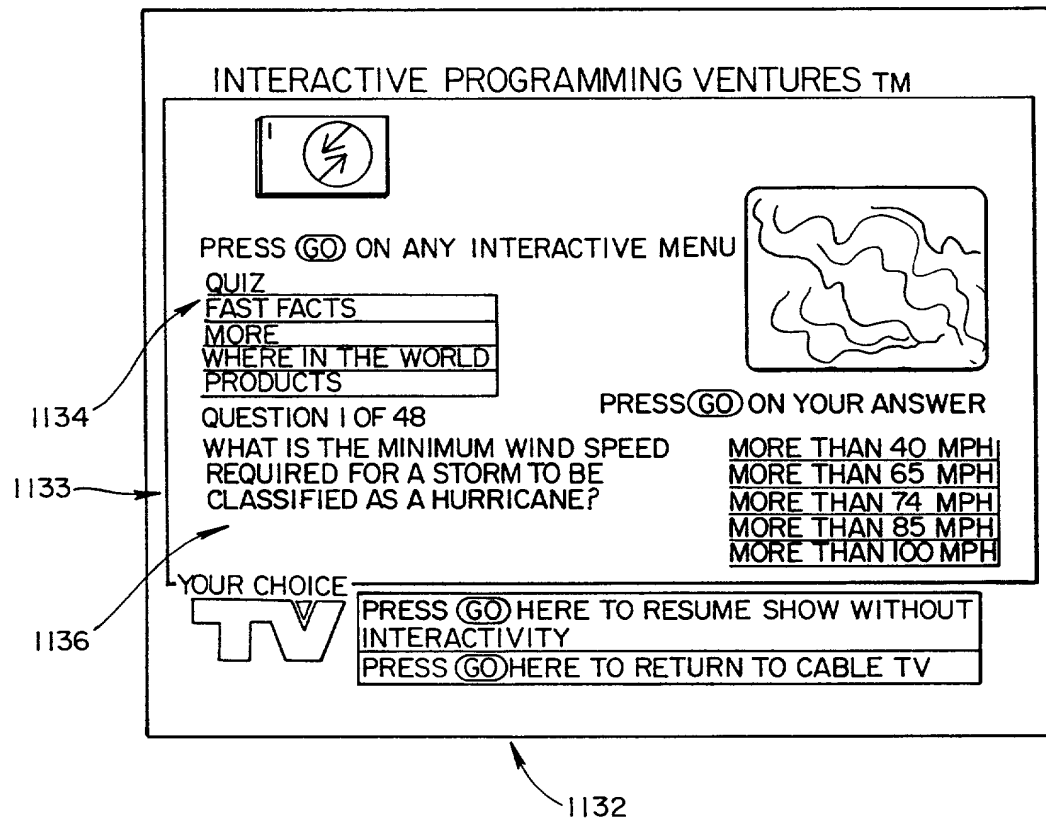 INTERACTIVE PROGRAMMING VENTURES TM
PRESS GO ON ANY INTERACTIVE MENU
QUIZ
FAST FACTS
MORE
WHERE IN THE WORLD
PRODUCTS
1134
QUESTION 1 OF 48
PRESS GO ON YOUR ANSWER
WHAT IS THE MINIMUM WIND SPEED
REQUIRED FOR A STORM TO BE
CLASSIFIED AS A HURRICANE?
MORE THAN 40 MPH
MORE THAN 65 MPH
MORE THAN 74 MPH
MORE THAN 85 MPH
MORE THAN 100 MPH
1133
1136
YOUR CHOICE
TV
PRESS GO HERE TO RESUME SHOW WITHOUT
INTERACTIVITY
PRESS GO HERE TO RETURN TO CABLE TV
1132